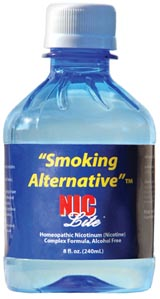 "Smoking
Alternative"™
NIC
Lite®
Homeopathic Nicotinum (Nicotine)
Complex Formula, Alcohol Free
8 fl. oz. (240mL)